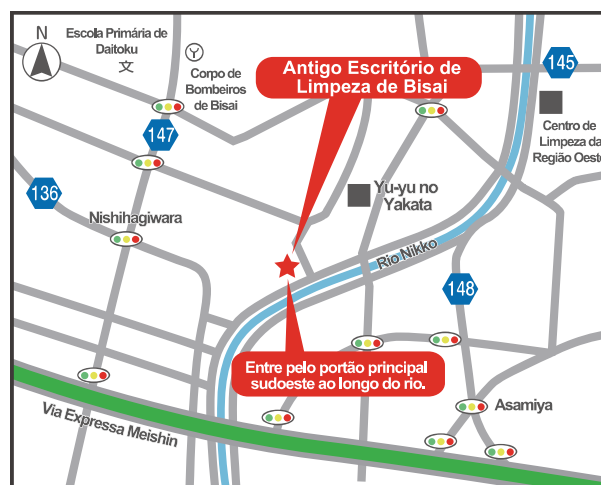 N
Escola Primária de
Daitoku
文
Corpo de
Bombeiros
de Bisai
Antigo Escritório de
Limpeza de Bisai
145
147
Centro de
Limpeza da
Região Oeste
136
Yu-yu no
Yakata
Nishihagiwara
Rio Nikko
148
Entre pelo portão principal
sudoeste ao longo do rio.
Asamiya
Via Expressa Meishin